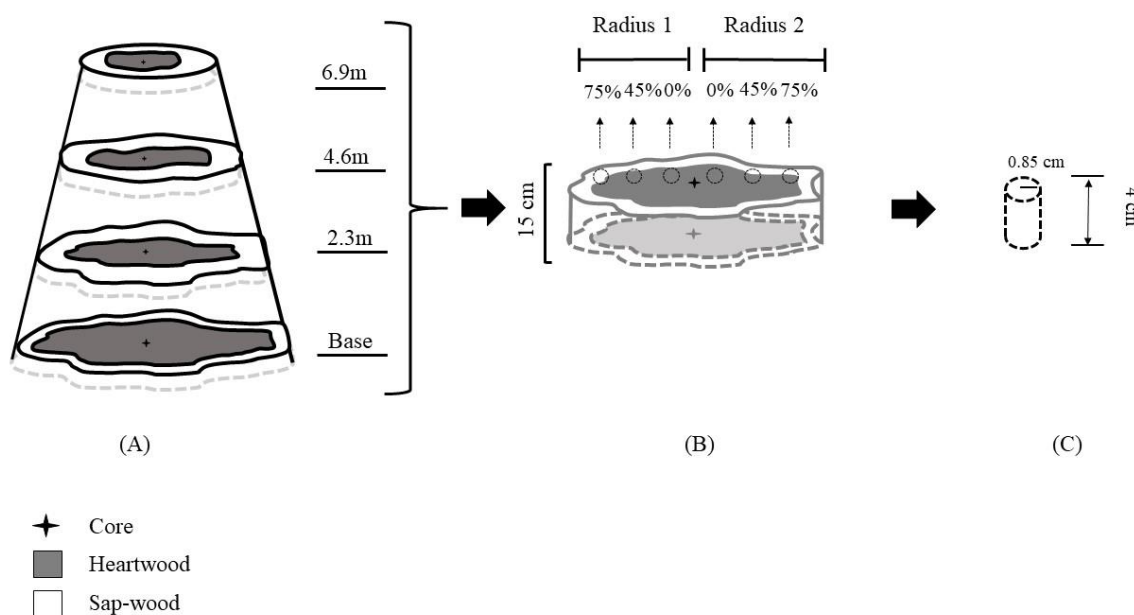 6.9m
4.6m
2.3m
Base
(A)
Radius 1 Radius 2
75% 45% 0% 0% 45% 75%
15 cm
(B)
0.85 cm
4 cm
(C)
Core
Heartwood
Sap-wood